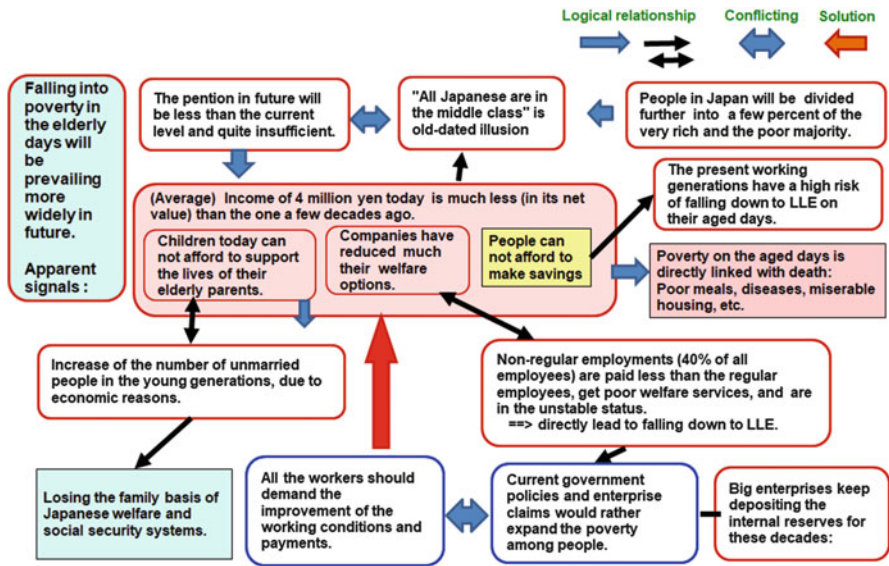 Logical relationship
Conflicting
Solution
Falling into
poverty in
the elderly
days will
be
prevailing
more
widely in
future.
Apparent
signals :
The pention in future will
be less than the current
level and quite insufficient.
"All Japanese are in
the middle class" is
old-dated illusion
People in Japan will be divided
further into a few percent of the
very rich and the poor majority.
The present working
generations have a high risk
of falling down to LLE on
their aged days.
(Average) Income of 4 million yen today is much less (in its net
value) than the one a few decades ago.
Children today can
not afford to support
the lives of their
elderly parents.
Companies have
reduced much
their welfare
options.
People can
not afford to
make savings
Poverty on the aged days is
directly linked with death:
Poor meals, diseases, miserable
housing, etc.
Increase of the number of unmarried
people in the young generations, due to
economic reasons.
Non-regular employments (40% of all
employees) are paid less than the regular
employees, get poor welfare services, and are
in the unstable status.
==> directly lead to falling down to LLE.
Losing the family basis of
Japanese welfare and
social security systems.
All the workers should
demand the
improvement of the
working conditions and
payments.
Current government
policies and enterprise
claims would rather
expand the poverty
among people.
Big enterprises keep
depositing the
internal reserves for
these decades: